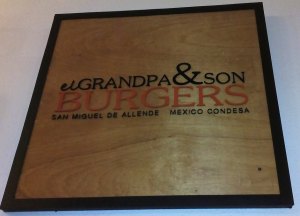 el GRANDPA & SON
BURGERS
SAN MIGUEL DE ALLENDE MEXICO CONDESA